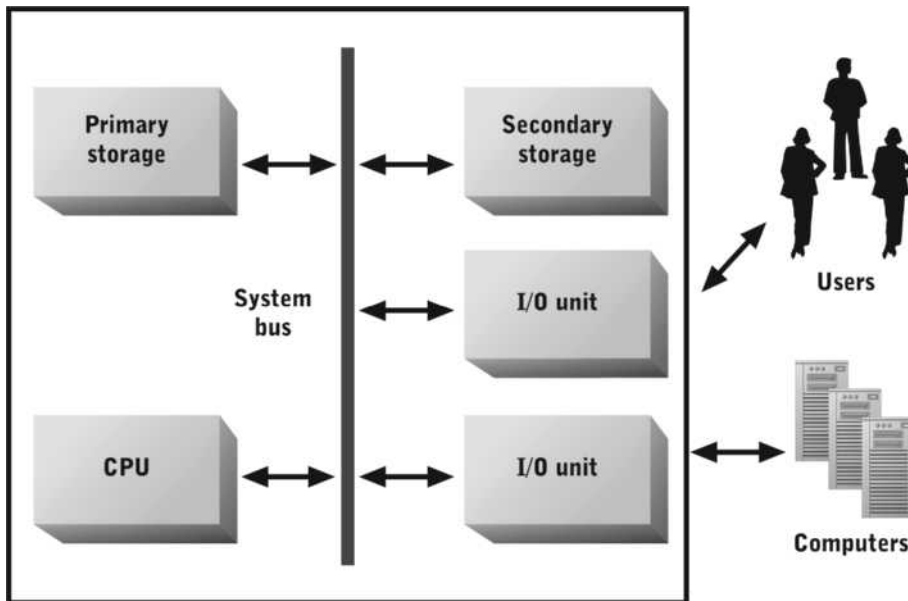 Primary
storage
Secondary
storage
Users
System
bus
I/O unit
CPU
I/O unit
Computers